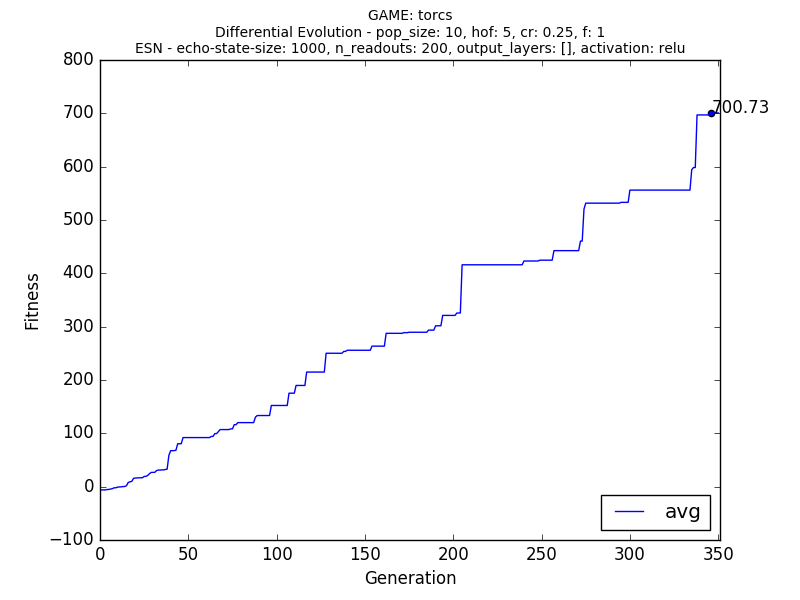 GAME: torcs
Differential Evolution - pop_size: 10, hof: 5, cr: 0.25, f: 1
ESN - echo-state-size: 1000, n_readouts: 200, output_layers: [], activation: relu
800
700
600
500
400
300
200
100
0
−100
700.73
Fitness
avg
0 50 100 150 200 250 300 350
Generation